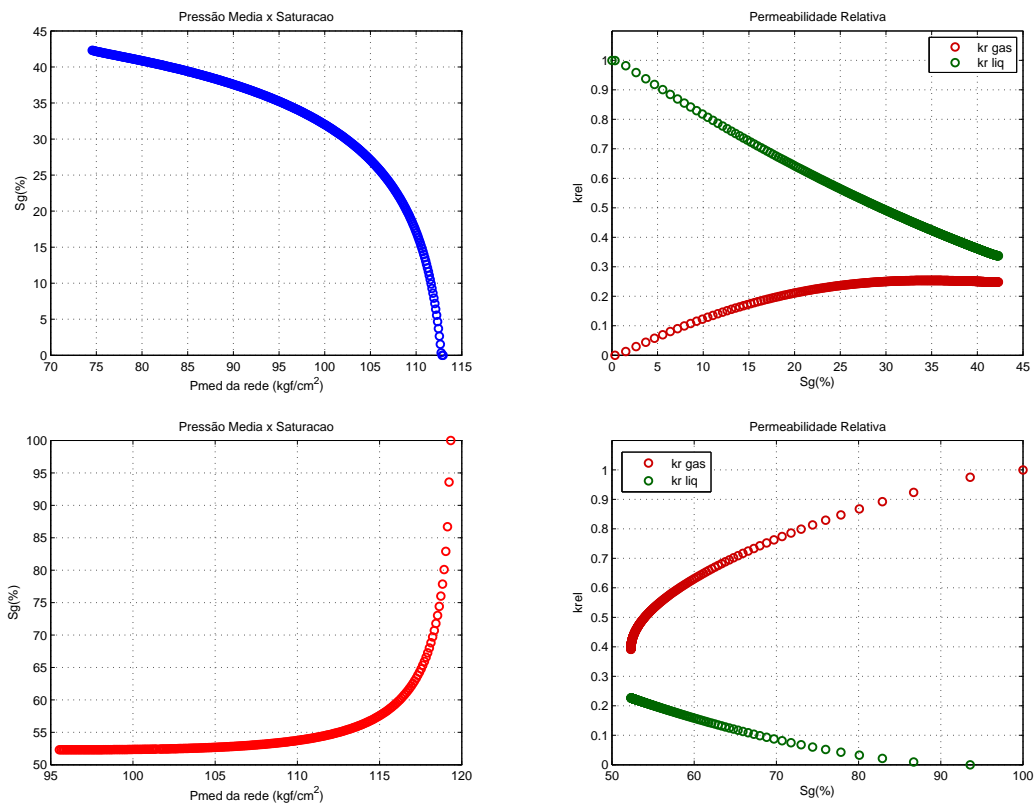 Pressão Media x Saturacao
45
40
35
30
25
20
15
10
5
0
Sg(%)
70 75 80 85 90 95 100 105 110 115
Pmed da rede (kgf/cm²)
Permeabilidade Relativa
kr gas
kr liq
1
0.9
0.8
0.7
0.6
0.5
0.4
0.3
0.2
0.1
0
krel
0 5 10 15 20 25 30 35 40 45
Sg(%)
Pressão Media x Saturacao
100
95
90
85
80
75
70
65
60
55
50
Sg(%)
95 100 105 110 115 120
Pmed da rede (kgf/cm²)
Permeabilidade Relativa
kr gas
kr liq
1
0.9
0.8
0.7
0.6
0.5
0.4
0.3
0.2
0.1
0
krel
50 60 70 80 90 100
Sg(%)